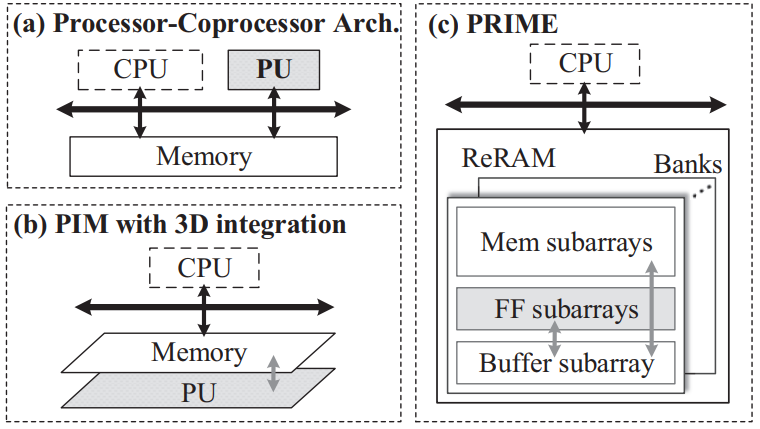 (a) Processor-Coprocessor Arch.
CPU
PU
Memory
(b) PIM with 3D integration
CPU
Memory
PU
(c) PRIME
CPU
ReRAM
Banks
Mem subarrays
FF subarrays
Buffer subarray